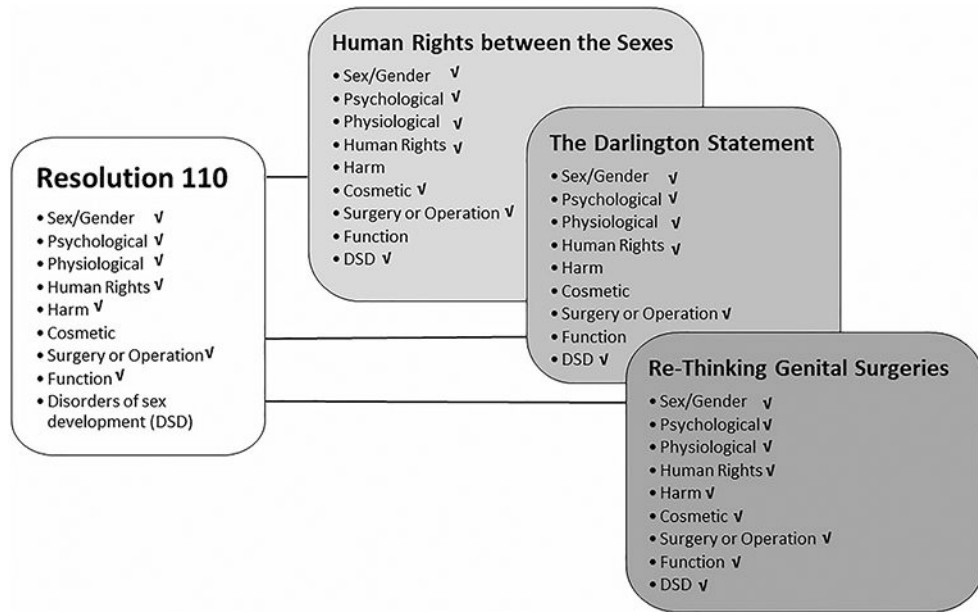 Human Rights between the Sexes
• Sex/Gender √
• Psychological √
• Physiological √
• Human Rights √
• Harm
• Cosmetic √
• Surgery or Operation √
• Function
• DSD √
The Darlington Statement
• Sex/Gender √
• Psychological √
• Physiological √
• Human Rights √
• Harm
• Cosmetic
• Surgery or Operation √
• Function
• DSD √
Resolution 110
• Sex/Gender √
• Psychological √
• Physiological √
• Human Rights √
• Harm √
• Cosmetic
• Surgery or Operation √
• Function √
• Disorders of sex
development (DSD)
Re-Thinking Genital Surgeries
• Sex/Gender √
• Psychological √
• Physiological √
• Human Rights √
• Harm √
• Cosmetic √
• Surgery or Operation √
• Function √
• DSD √